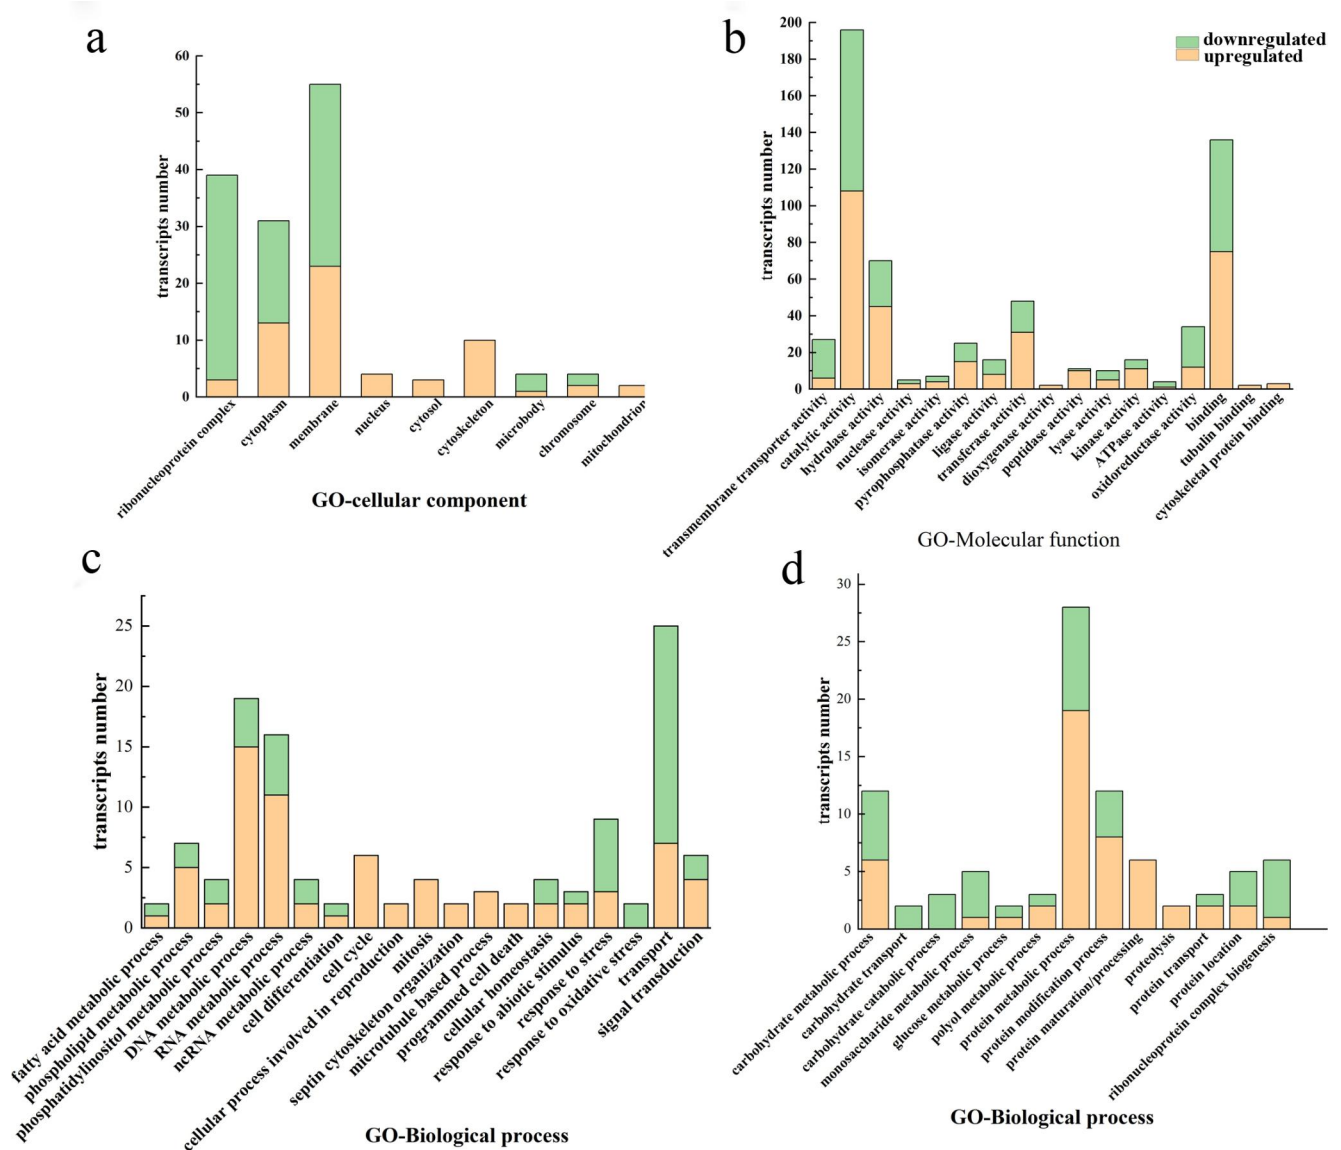 a
60
50
40
30
20
10
0
transcripts number
ribonucleoprotein complex
cytoplasm
membrane
nucleus
cytosol
cytoskeleton
microbody
chromosome
mitochondrion
GO-cellular component
b
downregulated
upregulated
200
180
160
140
120
100
80
60
40
20
0
transcripts number
transmembrane transporter activity
catalytic activity
hydrolase activity
nuclease activity
isomerase activity
pyrophosphatase activity
ligase activity
transferase activity
dioxygenase activity
peptidase activity
lyase activity
kinase activity
ATPase activity
oxidoreductase activity
binding
tubulin binding
cytoskeletal protein binding
GO-Molecular function
c
25
20
15
10
5
0
transcripts number
fatty acid metabolic process
phospholipid metabolic process
phosphatidylinositol metabolic process
DNA metabolic process
RNA metabolic process
ncRNA metabolic process
cell differentiation
cell cycle
cellular process involved in reproduction
mitosis
septin cytoskeleton organization
microtubule based process
programmed cell death
cellular homeostasis
response to abiotic stimulus
response to stress
response to oxidative stress
transport
signal transduction
GO-Biological process
d
30
25
20
15
10
5
0
transcripts number
carbohydrate metabolic process
carbohydrate transport
carbohydrate catabolic process
monosaccharide metabolic process
glucose metabolic process
polyol metabolic process
protein metabolic process
protein modification process
protein maturation/processing
proteolysis
protein transport
protein location
ribonucleoprotein complex biogenesis
GO-Biological process